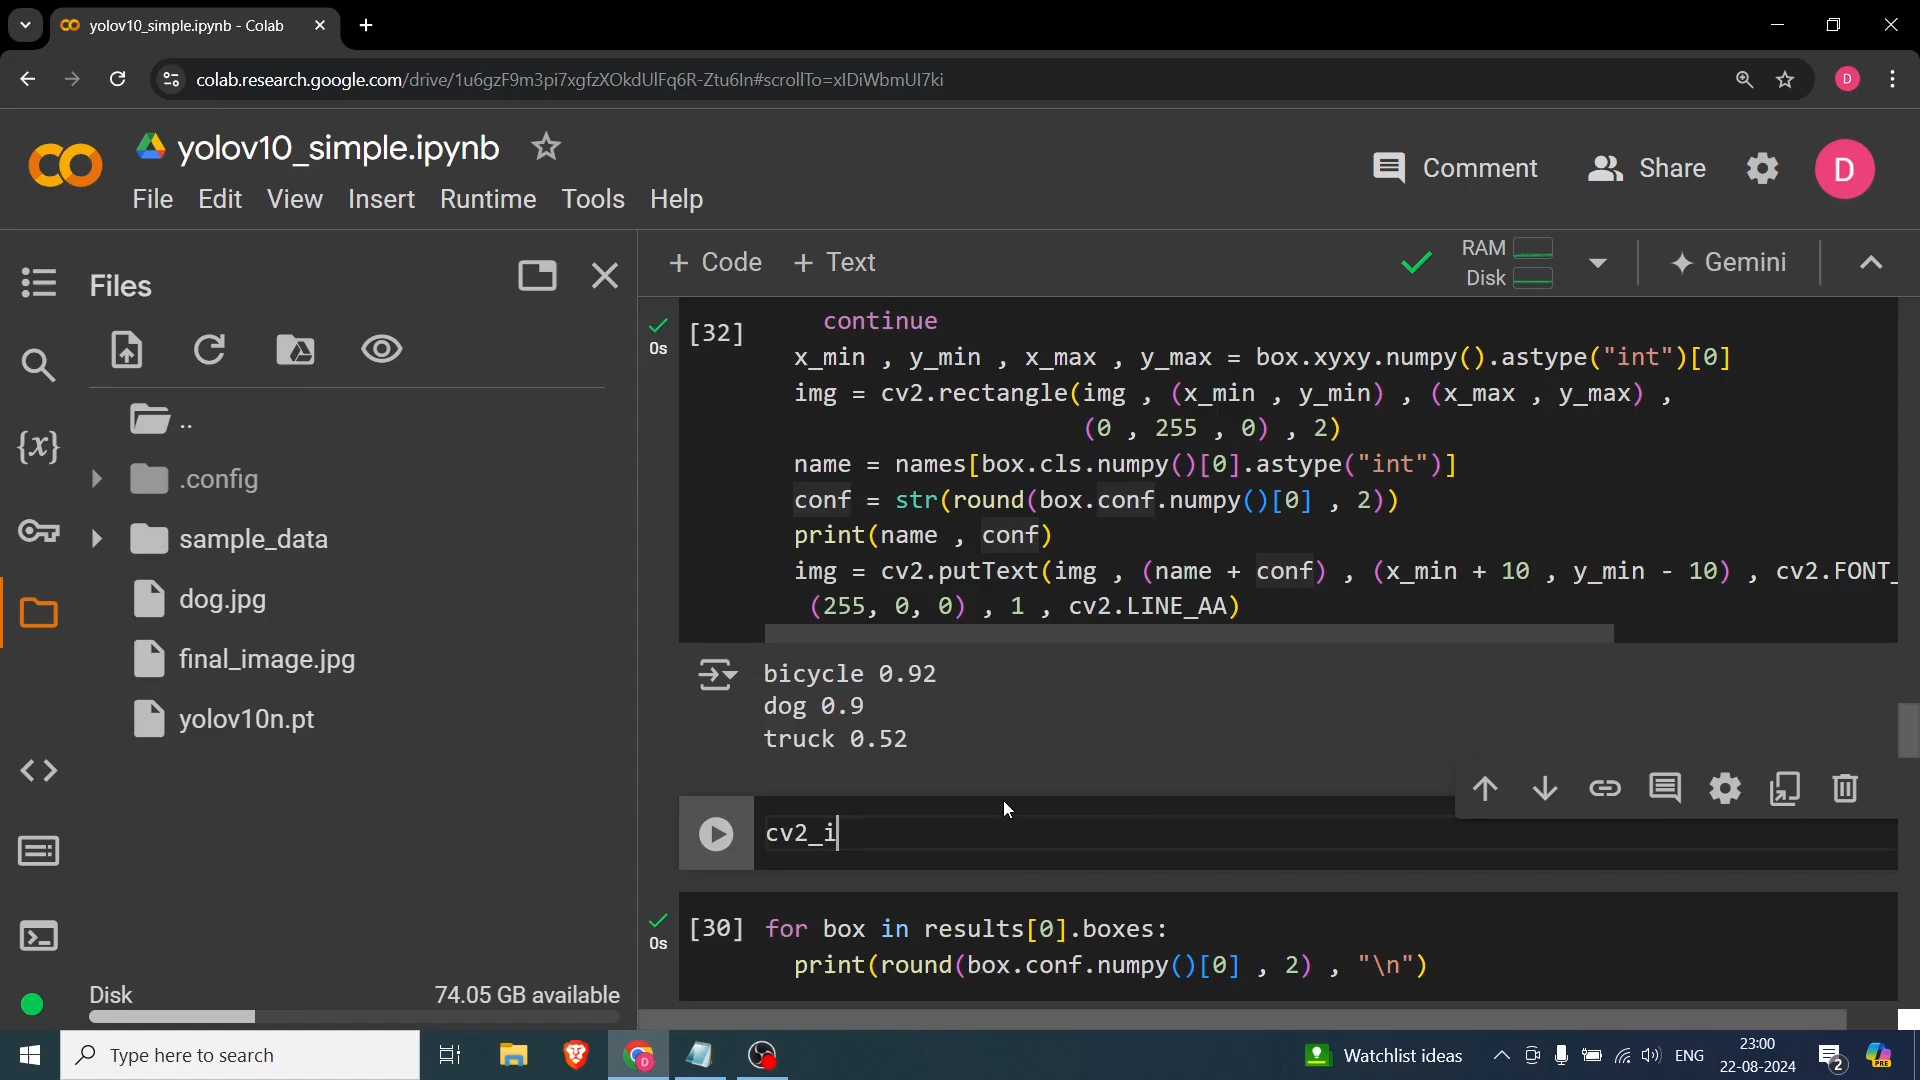 yolov10_simple.ipynb - Colab
colab.research.google.com/drive/1u6gzF9m3pi7xgfzXOkdUlFq6R-Ztu6In#scrollTo=xIDiWbmUI7ki
D
yolov10_simple.ipynb
File Edit View Insert Runtime Tools Help
Comment
Share
D
Files
+ Code + Text
RAM
Disk
Gemini
..
.config
sample_data
dog.jpg
final_image.jpg
yolov10n.pt
Disk 74.05 GB available
{x}
0s
[32]
continue
x_min , y_min , x_max , y_max = box.xyxy.numpy().astype("int")[0]
img = cv2.rectangle(img , (x_min , y_min) , (x_max , y_max) ,
(0 , 255 , 0) , 2)
name = names[box.cls.numpy()[0].astype("int")]
conf = str(round(box.conf.numpy()[0] , 2))
print(name , conf)
img = cv2.putText(img , (name + conf) , (x_min + 10 , y_min - 10) , cv2.FONT_
(255, 0, 0) , 1 , cv2.LINE_AA)
bicycle 0.92
dog 0.9
truck 0.52
cv2_i
0s
[30]
for box in results[0].boxes:
print(round(box.conf.numpy()[0] , 2) , "\n")
Type here to search
Watchlist ideas
ENG
23:00
22-08-2024
2
PRE